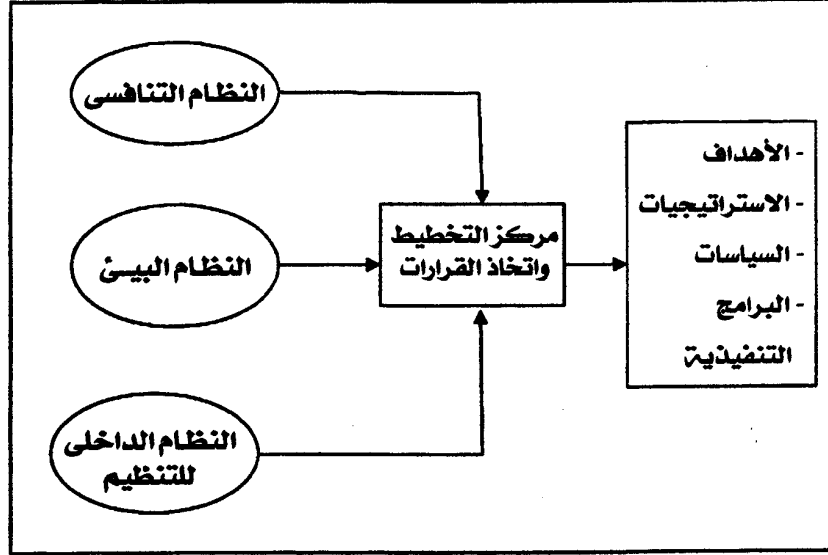 النظام التنافسى
النظام البيئ
النظام الداخلى
للتنظيم
مركز التخطيط
واتخاذ القرارات
- الأهداف
- الاستراتيجيات
- السياسات
- البرامج
التنفيذية